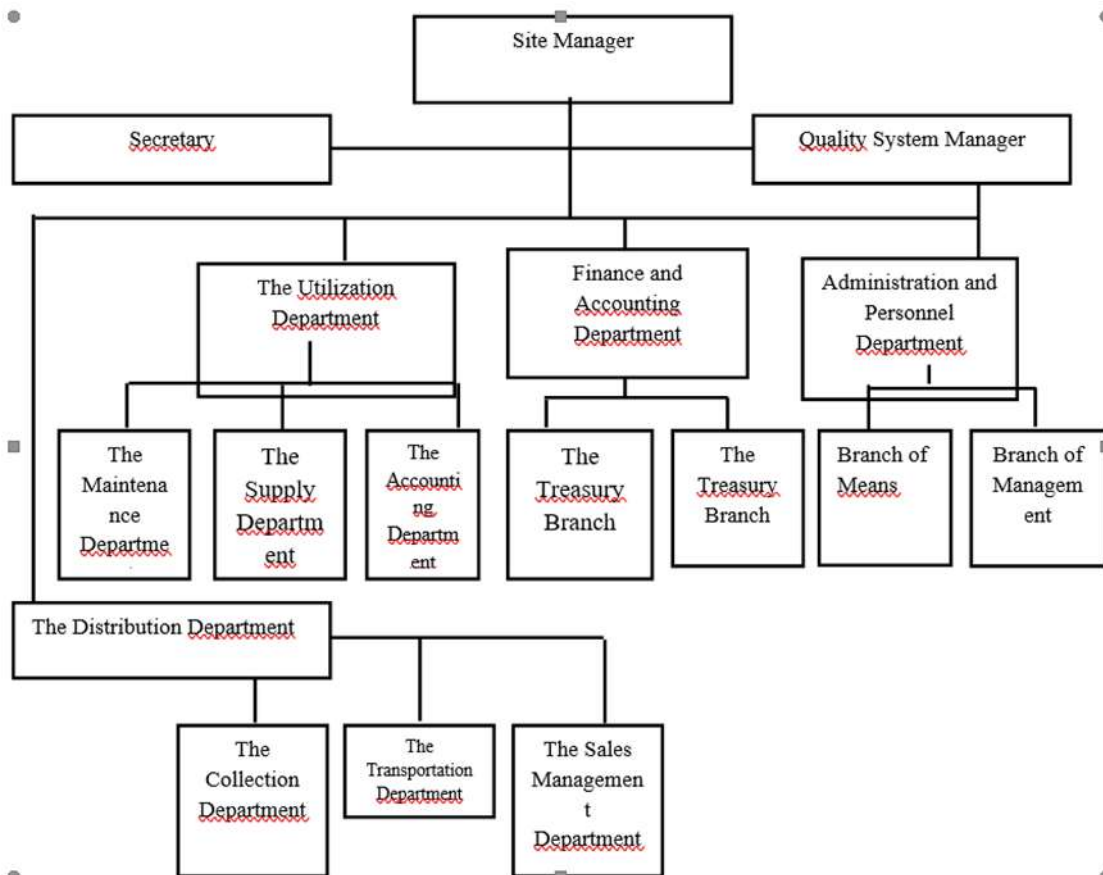 Site Manager
Secretary
Quality System Manager
The Utilization
Department
Finance and
Accounting
Department
Administration and
Personnel
Department
The
Maintena
nce
Departme
The
Supply
Departm
ent
The
Accounti
ng
Departm
ent
The
Treasury
Branch
The
Treasury
Branch
Branch of
Means
Branch of
Managem
ent
The Distribution Department
The
Collection
Department
The
Transportation
Department
The Sales
Managemen
t
Department